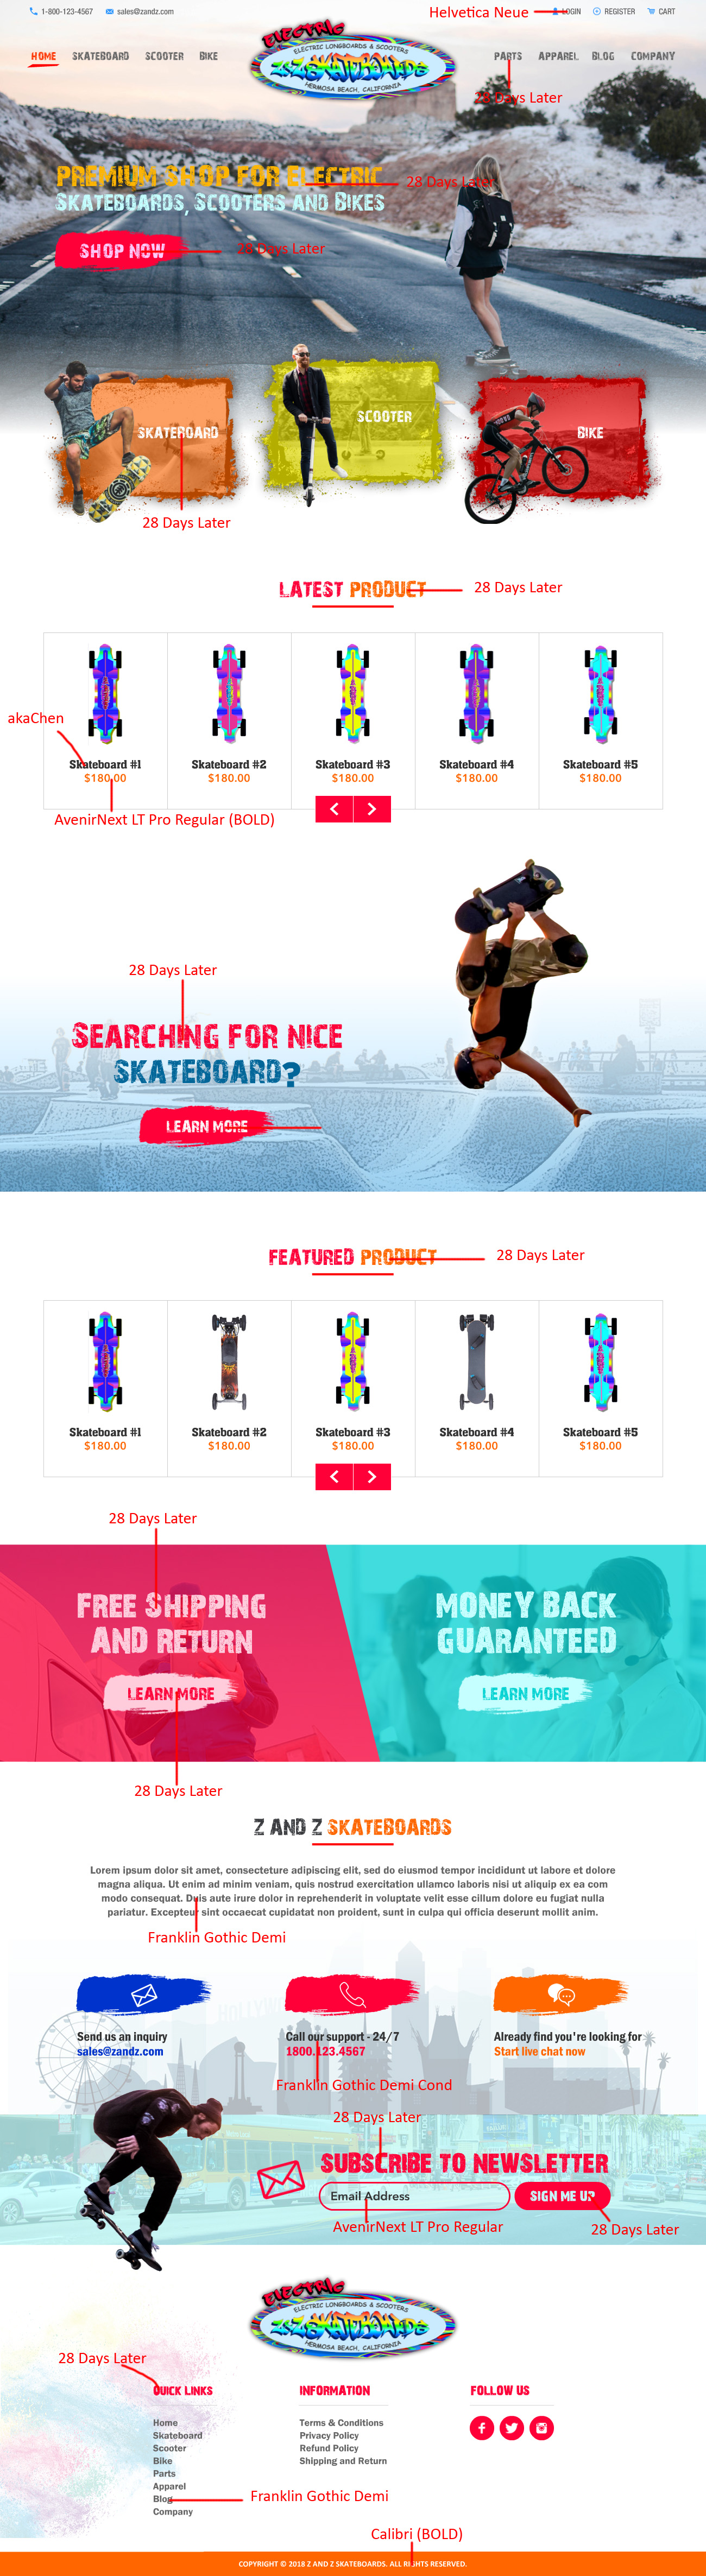 1-800-123-4567 sales@zandz.com Helvetica Neue LOGIN REGISTER CART
HOME SKATEBOARD SCOOTER BIKE
ELECTRIC
ELECTRIC LONGBOARDS & SCOOTERS
Z&Z SKATEBOARDS
HERMOSA BEACH, CALIFORNIA
PARTS APPAREL BLOG COMPANY
28 Days Later
PREMIUM SHOP FOR ELECTRIC
28 Days Later
SKATEBOARDS, SCOOTERS AND BIKES
SHOP NOW
28 Days Later
SKATEROARD
SCOOTER
BIKE
28 Days Later
LATEST PRODUCT
28 Days Later
akaChen
Skateboard #1 Skateboard #2 Skateboard #3 Skateboard #4 Skateboard #5
$180.00 $180.00 $180.00 $180.00 $180.00
AvenirNext LT Pro Regular (BOLD)
28 Days Later
SEARCHING FOR NICE
SKATEBOARD?
LEARN MORE
FEATURED PRODUCT
28 Days Later
Skateboard #1 Skateboard #2 Skateboard #3 Skateboard #4 Skateboard #5
$180.00 $180.00 $180.00 $180.00 $180.00
28 Days Later
FREE SHIPPING
AND RETURN
LEARN MORE
MONEY BACK
GUARANTEED
LEARN MORE
28 Days Later
Z AND Z SKATEBOARDS
Lorem ipsum dolor sit amet, consecteture adipiscing elit, sed do eiusmod tempor incididunt ut labore et dolore
magna aliqua. Ut enim ad minim veniam, quis nostrud exercitation ullamco laboris nisi ut aliquip ex ea com
modo consequat. Duis aute irure dolor in reprehenderit in voluptate velit esse cillum dolore eu fugiat nulla
pariatur. Excepteur sint occaecat cupidatat non proident, sunt in culpa qui officia deserunt mollit anim.
Franklin Gothic Demi
HOLLYWO
Send us an inquiry
sales@zandz.com
Call our support - 24/7
1800.123.4567
Already find you're looking for
Start live chat now
Franklin Gothic Demi Cond
28 Days Later
SUBSCRIBE TO NEWSLETTER
Email Address
SIGN ME UP
AvenirNext LT Pro Regular
28 Days Later
ELECTRIC
ELECTRIC LONGBOARDS & SCOOTERS
Z&Z SKATEBOARDS
HERMOSA BEACH, CALIFORNIA
28 Days Later
QUICK LINKS
Home
Skateboard
Scooter
Bike
Parts
Apparel
Blog
Company
INFORMATION
Terms & Conditions
Privacy Policy
Refund Policy
Shipping and Return
FOLLOW US
Franklin Gothic Demi
Calibri (BOLD)
COPYRIGHT © 2018 Z AND Z SKATEBOARDS. ALL RIGHTS RESERVED.